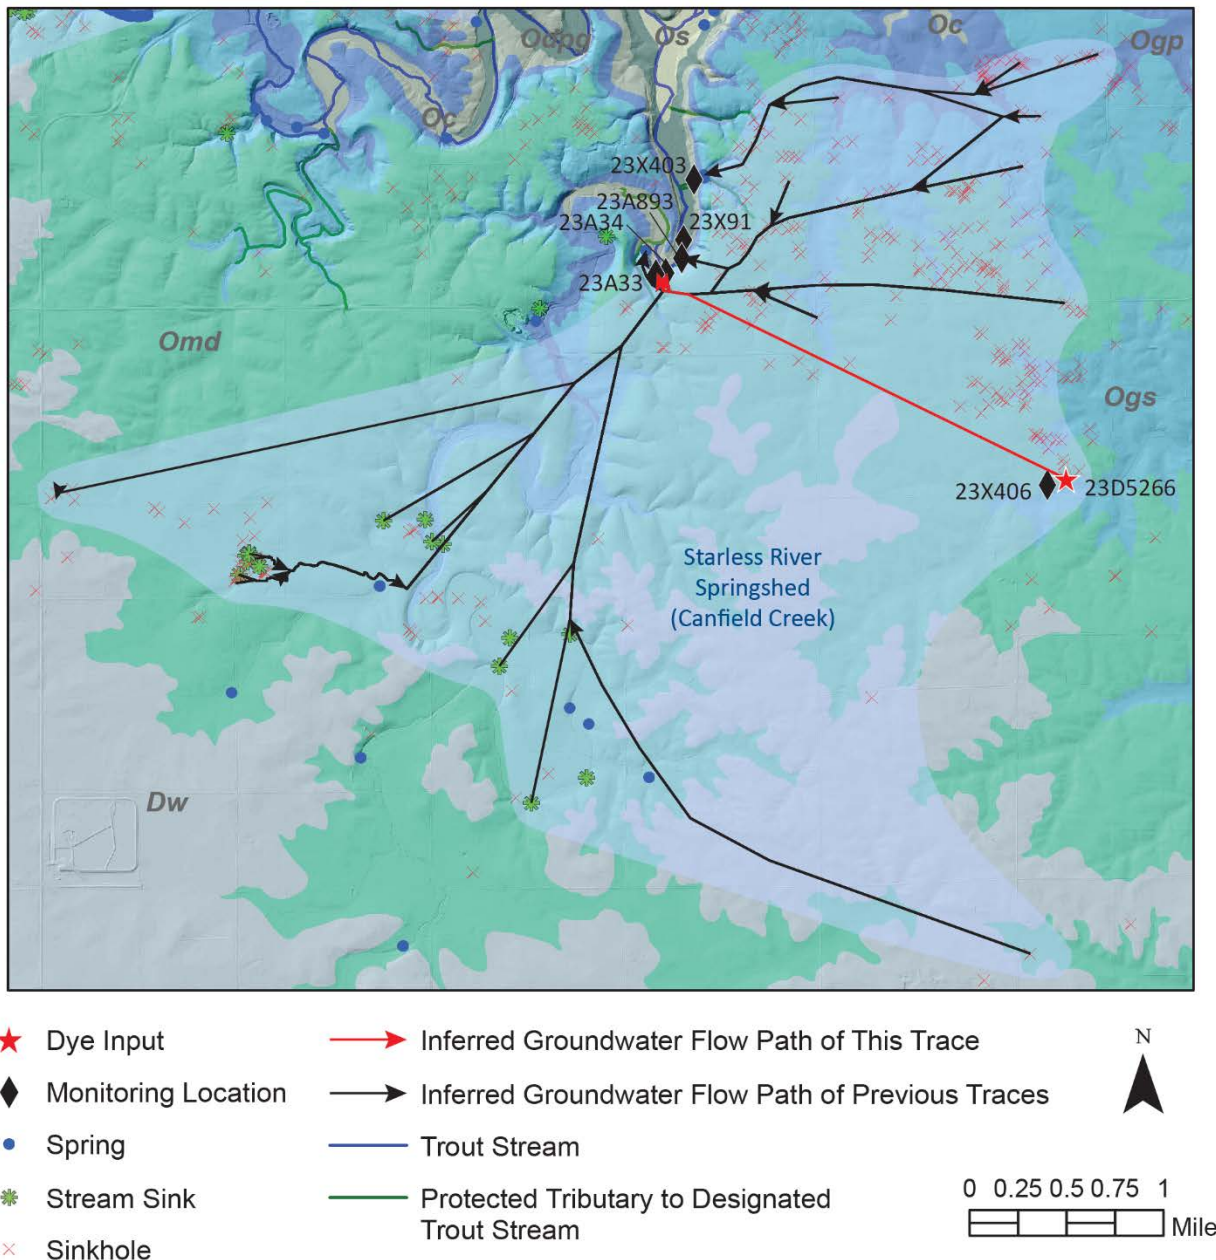 Oc
Odpg
Os
Ogp
Oc
23X403
23A893
23A34
23X91
23A33
Omd
Ogs
23X406
23D5266
Starless River
Springshed
(Canfield Creek)
Dw
Dye Input
Inferred Groundwater Flow Path of This Trace
N
Monitoring Location
Inferred Groundwater Flow Path of Previous Traces
Spring
Trout Stream
Stream Sink
Protected Tributary to Designated
Trout Stream
0 0.25 0.5 0.75 1
Mile
Sinkhole